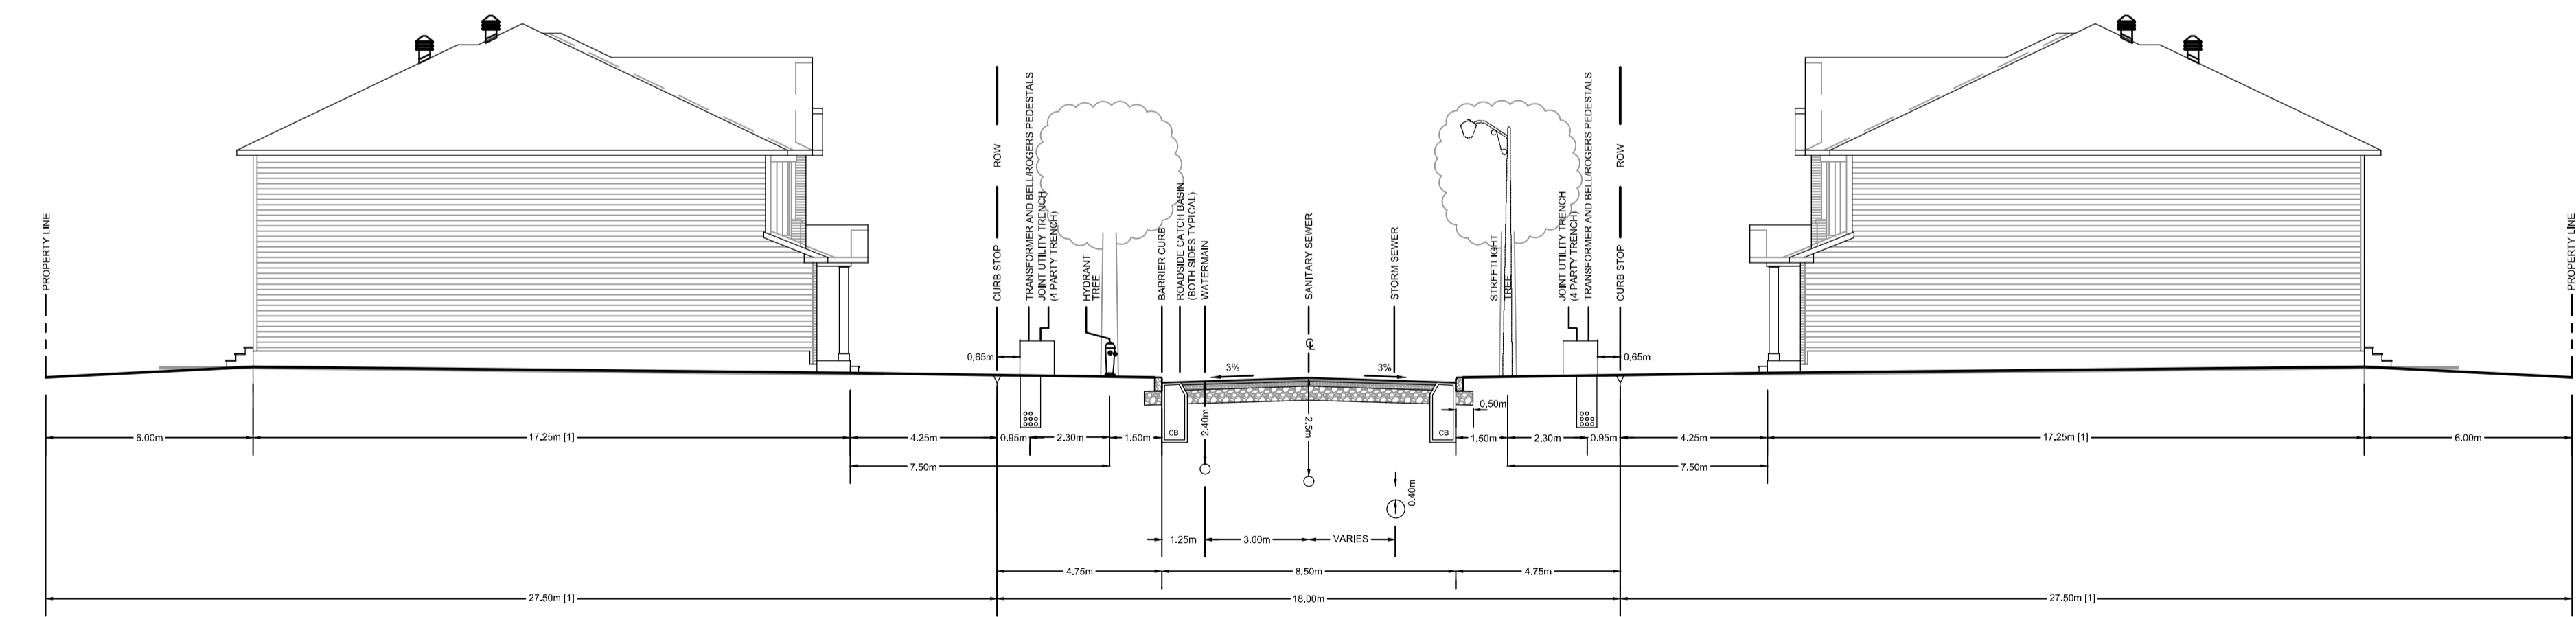 PROPERTY LINE
ROW
CURB STOP
TRANSFORMER AND BELL/ROGERS PEDESTALS
JOINT UTILITY TRENCH
(4 PARTY TRENCH)
HYDRANT
TREE
BARRIER CURB
ROADSIDE CATCH BASIN
(BOTH SIDES TYPICAL)
WATERMAIN
SANITARY SEWER
STORM SEWER
STREETLIGHT
TREE
JOINT UTILITY TRENCH
(4 PARTY TRENCH)
TRANSFORMER AND BELL/ROGERS PEDESTALS
ROW
CURB STOP
PROPERTY LINE
℄
0.65m
3%
3%
0.65m
0.50m
2.40m
2.5m
CB
CB
6.00m
17.25m [1]
4.25m
0.95m
2.30m
1.50m
1.50m
2.30m
0.95m
4.25m
17.25m [1]
6.00m
7.50m
7.50m
0.40m
1.25m
3.00m
VARIES
4.75m
8.50m
4.75m
27.50m [1]
18.00m
27.50m [1]